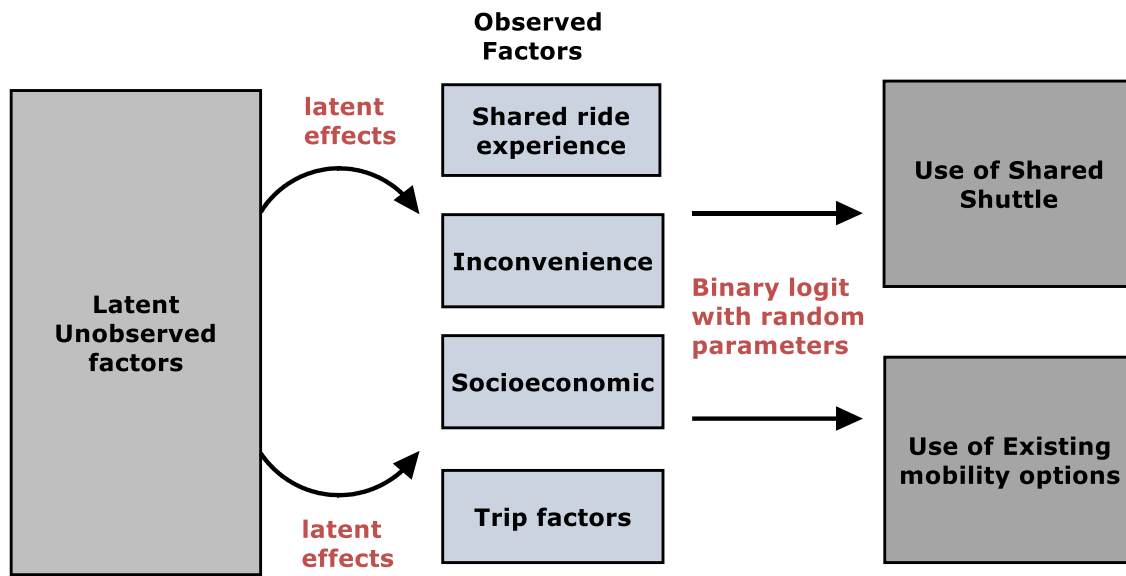 Observed
Factors
latent
effects
Shared ride
experience
Use of Shared
Shuttle
Inconvenience
Latent
Unobserved
factors
Binary logit
with random
parameters
Socioeconomic
Use of Existing
mobility options
Trip factors
latent
effects